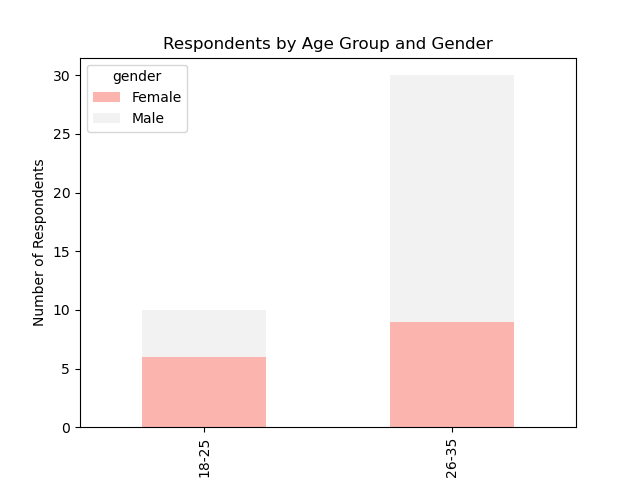 Respondents by Age Group and Gender
gender
Female
Male
30
25
20
15
10
5
0
Number of Respondents
18-25
26-35